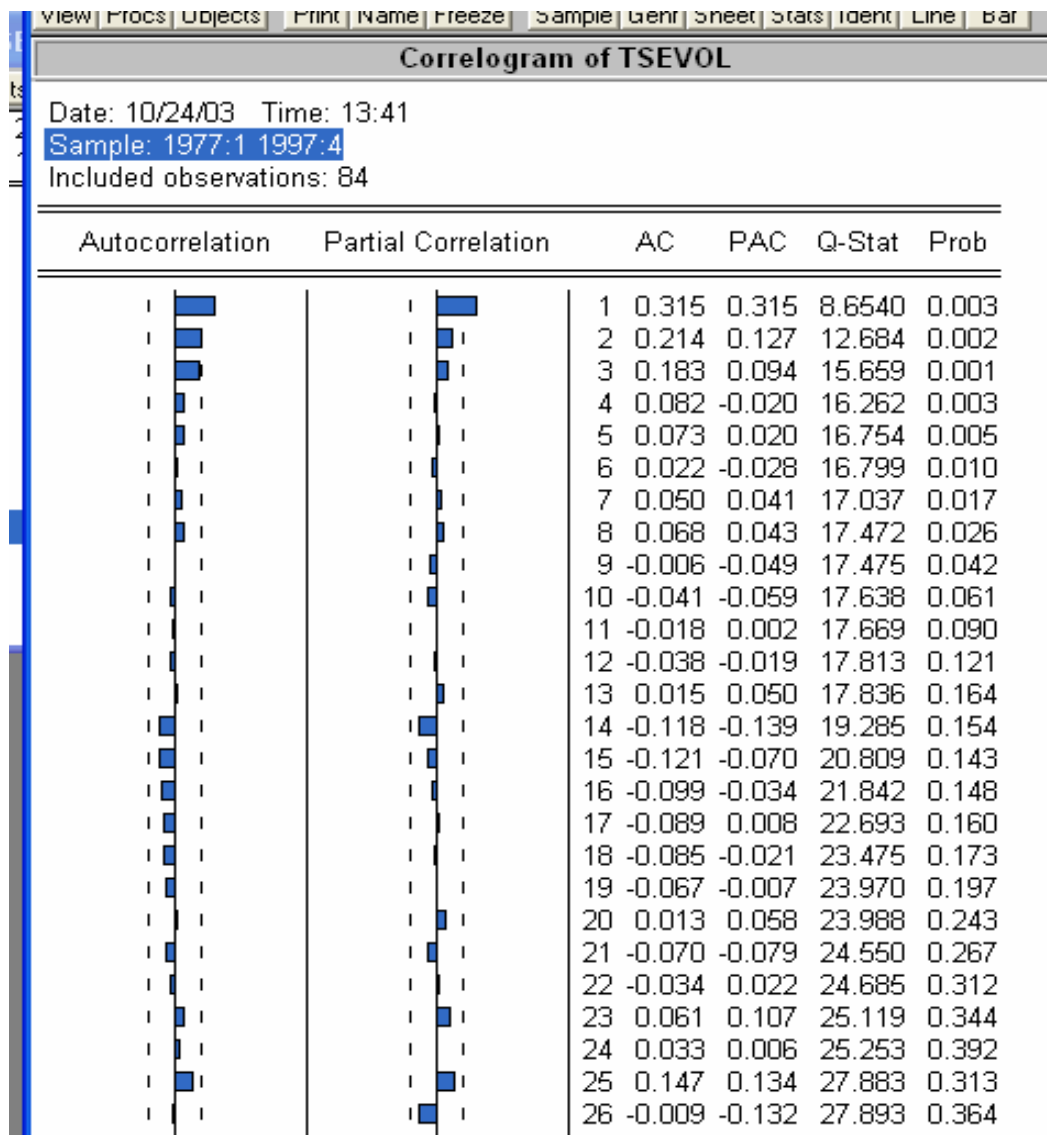 View Procs Objects Print Name Freeze Sample Genr Sheet Stats Ident Line Bar
Correlogram of TSEVOL
Date: 10/24/03 Time: 13:41
Sample: 1977:1 1997:4
Included observations: 84
Autocorrelation Partial Correlation AC PAC Q-Stat Prob
1 0.315 0.315 8.6540 0.003
2 0.214 0.127 12.684 0.002
3 0.183 0.094 15.659 0.001
4 0.082 -0.020 16.262 0.003
5 0.073 0.020 16.754 0.005
6 0.022 -0.028 16.799 0.010
7 0.050 0.041 17.037 0.017
8 0.068 0.043 17.472 0.026
9 -0.006 -0.049 17.475 0.042
10 -0.041 -0.059 17.638 0.061
11 -0.018 0.002 17.669 0.090
12 -0.038 -0.019 17.813 0.121
13 0.015 0.050 17.836 0.164
14 -0.118 -0.139 19.285 0.154
15 -0.121 -0.070 20.809 0.143
16 -0.099 -0.034 21.842 0.148
17 -0.089 0.008 22.693 0.160
18 -0.085 -0.021 23.475 0.173
19 -0.067 -0.007 23.970 0.197
20 0.013 0.058 23.988 0.243
21 -0.070 -0.079 24.550 0.267
22 -0.034 0.022 24.685 0.312
23 0.061 0.107 25.119 0.344
24 0.033 0.006 25.253 0.392
25 0.147 0.134 27.883 0.313
26 -0.009 -0.132 27.893 0.364